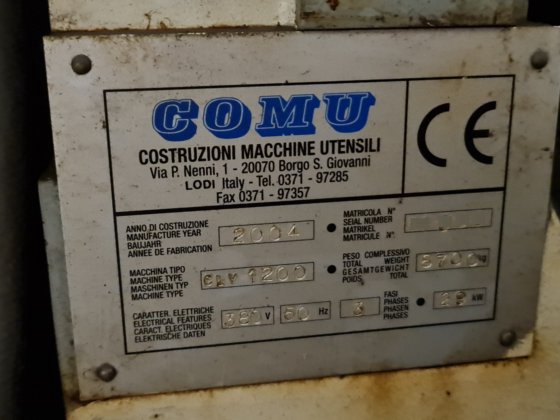 COMU
COSTRUZIONI MACCHINE UTENSILI
Via P. Nenni, 1 - 20070 Borgo S. Giovanni
LODI Italy - Tel. 0371 - 97285
Fax 0371 - 97357
CE
ANNO DI COSTRUZIONE
MANUFACTURE YEAR
BAUJAHR
ANNEE DE FABRICATION
2004
MATRICOLA N°
SEIAL NUMBER
MATRIKEL
MATRICULE N°
MACCHINA TIPO
MACHINE TYPE
MASCHINEN TYP
MACHINE TYPE
1200
PESO COMPLESSIVO
TOTAL WEIGHT
GESAMTGEWICHT
TOTAL POIDS
kg
CARATTER. ELETTRICHE
ELECTRICAL FEATURES
CARACT. ELECTRIQUES
ELEKTRISCHE DATEN
380 V
Hz
3
FASI
PHASES
PHASEN
PHASES
kW